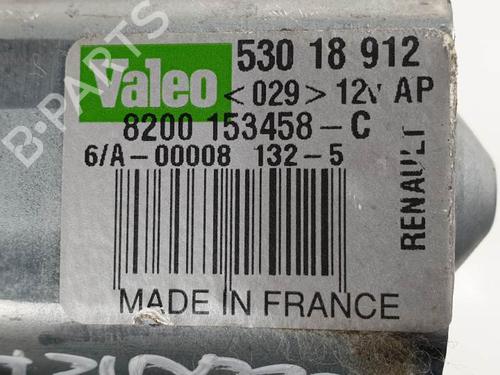 Valeo 530 18 912
<029> 12v AP
8200 153458-C
6/A-00008 132-5
RENAULT
MADE IN FRANCE
B-PARTS